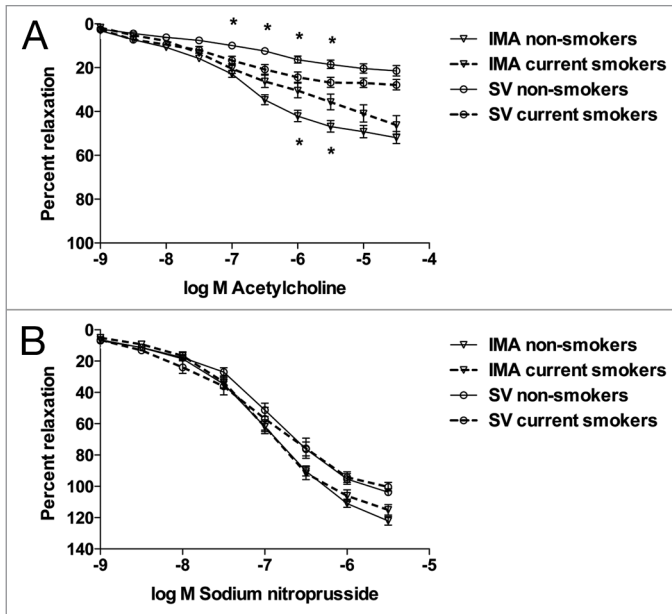 A
Percent relaxation
0
20
40
60
80
100
* * * *
* *
-9 -8 -7 -6 -5 -4
log M Acetylcholine
IMA non-smokers
IMA current smokers
SV non-smokers
SV current smokers
B
Percent relaxation
0
20
40
60
80
100
120
140
-9 -8 -7 -6 -5
log M Sodium nitroprusside
IMA non-smokers
IMA current smokers
SV non-smokers
SV current smokers